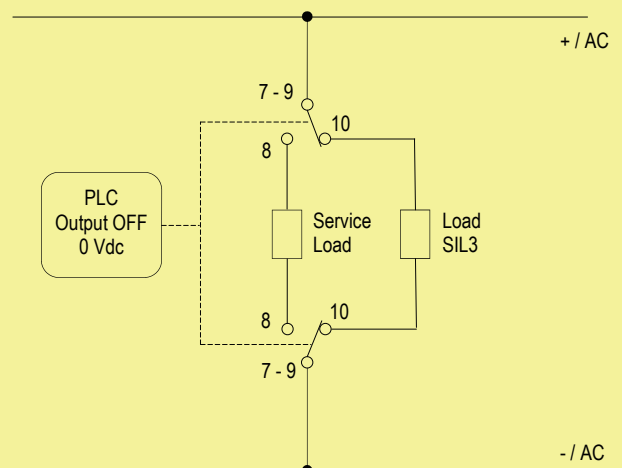 + / AC
7 - 9
10
8
PLC
Output OFF
0 Vdc
Service
Load
Load
SIL3
8
10
7 - 9
- / AC